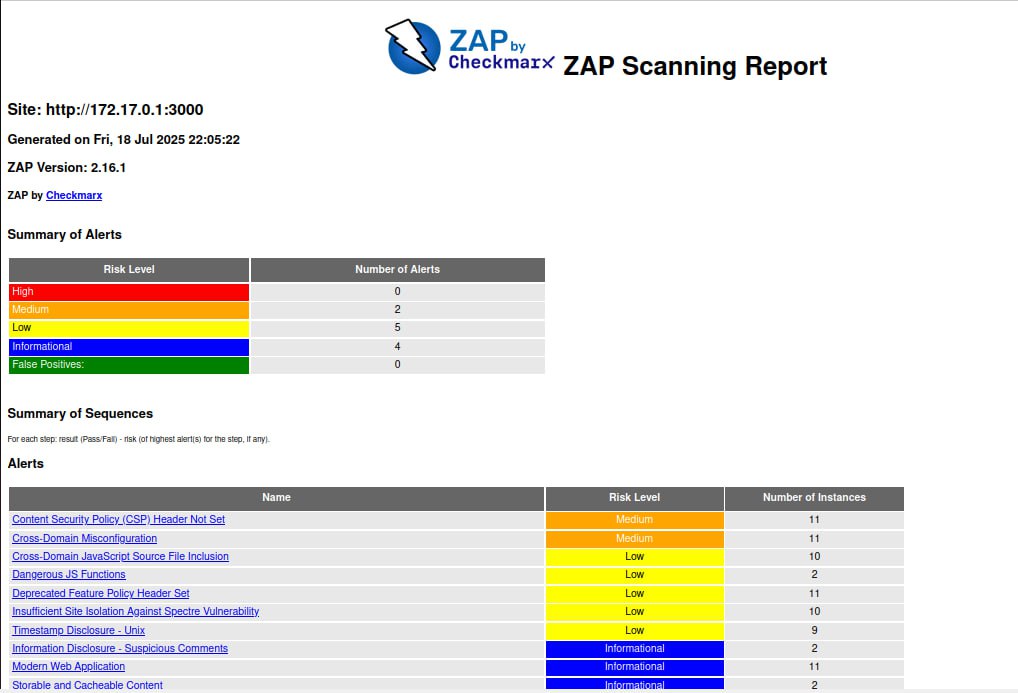 ZAP by
Checkmarx ZAP Scanning Report
Site: http://172.17.0.1:3000
Generated on Fri, 18 Jul 2025 22:05:22
ZAP Version: 2.16.1
ZAP by Checkmarx
Summary of Alerts
Risk Level Number of Alerts
High 0
Medium 2
Low 5
Informational 4
False Positives: 0
Summary of Sequences
For each step: result (Pass/Fail) - risk (of highest alert(s) for the step, if any).
Alerts
Name Risk Level Number of Instances
Content Security Policy (CSP) Header Not Set Medium 11
Cross-Domain Misconfiguration Medium 11
Cross-Domain JavaScript Source File Inclusion Low 10
Dangerous JS Functions Low 2
Deprecated Feature Policy Header Set Low 11
Insufficient Site Isolation Against Spectre Vulnerability Low 10
Timestamp Disclosure - Unix Low 9
Information Disclosure - Suspicious Comments Informational 2
Modern Web Application Informational 11
Storable and Cacheable Content Informational 2